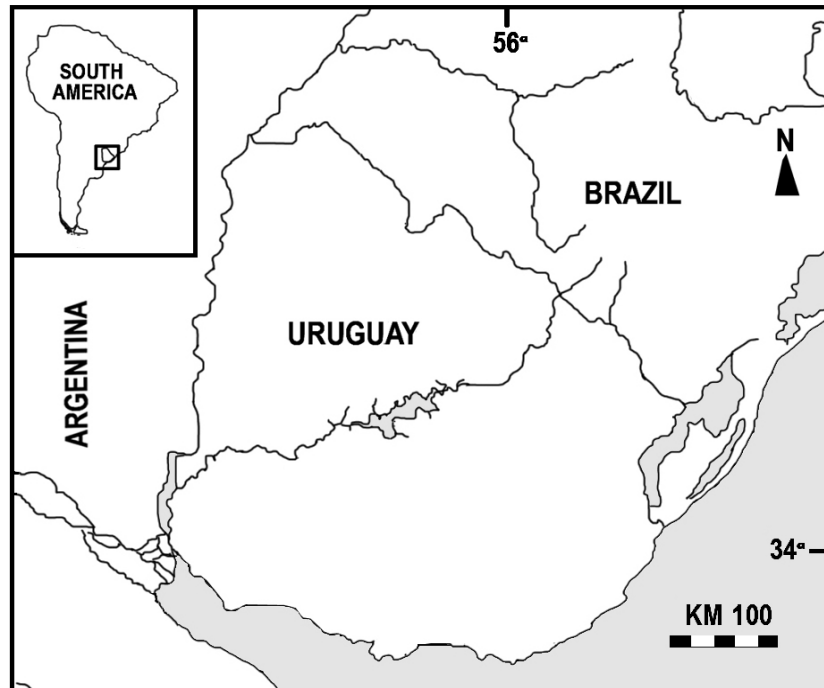 56ª
SOUTH
AMERICA
N
BRAZIL
ARGENTINA
URUGUAY
34ª
KM 100